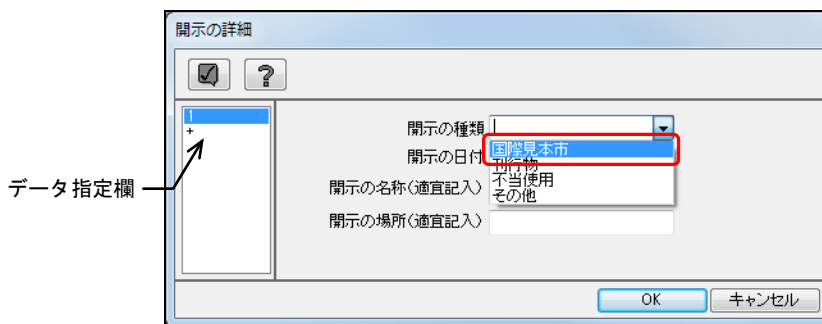 開示の詳細
?
1
+
データ指定欄
開示の種類
国際見本市
開示の日付
刊行物
不当使用
開示の名称(適宜記入)
その他
開示の場所(適宜記入)
OK
キャンセル